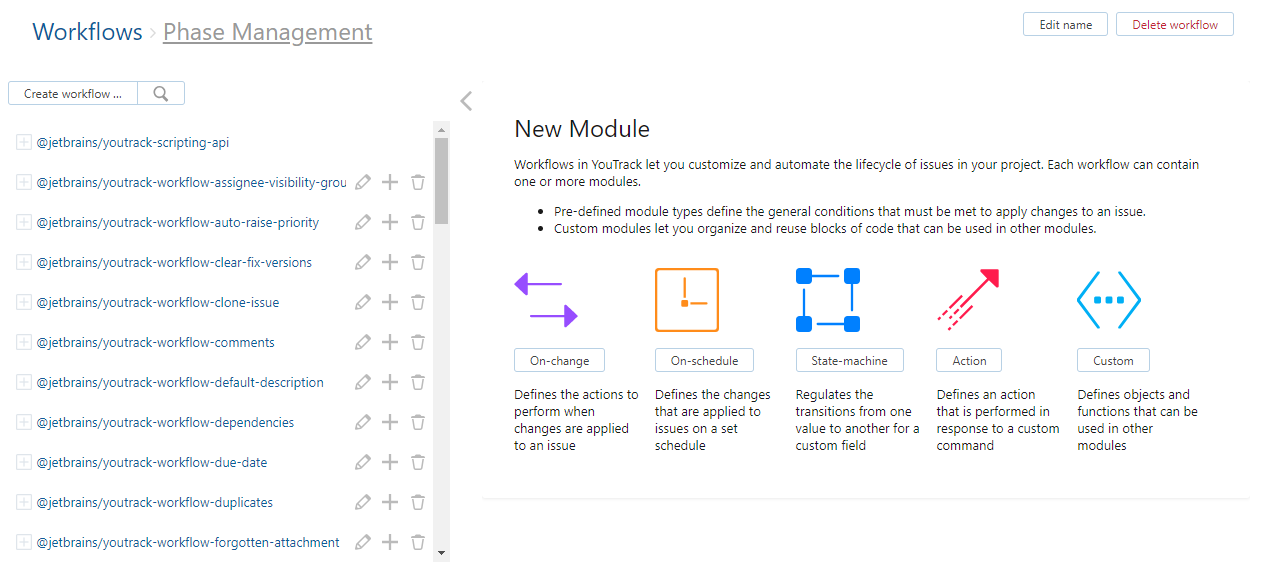 Workflows › Phase Management
Edit name
Delete workflow
Create workflow ...
@jetbrains/youtrack-scripting-api
@jetbrains/youtrack-workflow-assignee-visibility-grou
@jetbrains/youtrack-workflow-auto-raise-priority
@jetbrains/youtrack-workflow-clear-fix-versions
@jetbrains/youtrack-workflow-clone-issue
@jetbrains/youtrack-workflow-comments
@jetbrains/youtrack-workflow-default-description
@jetbrains/youtrack-workflow-dependencies
@jetbrains/youtrack-workflow-due-date
@jetbrains/youtrack-workflow-duplicates
@jetbrains/youtrack-workflow-forgotten-attachment
New Module
Workflows in YouTrack let you customize and automate the lifecycle of issues in your project. Each workflow can contain
one or more modules.
• Pre-defined module types define the general conditions that must be met to apply changes to an issue.
• Custom modules let you organize and reuse blocks of code that can be used in other modules.
On-change
Defines the actions to
perform when
changes are applied
to an issue
On-schedule
Defines the changes
that are applied to
issues on a set
schedule
State-machine
Regulates the
transitions from one
value to another for a
custom field
Action
Defines an action
that is performed in
response to a custom
command
Custom
Defines objects and
functions that can be
used in other
modules